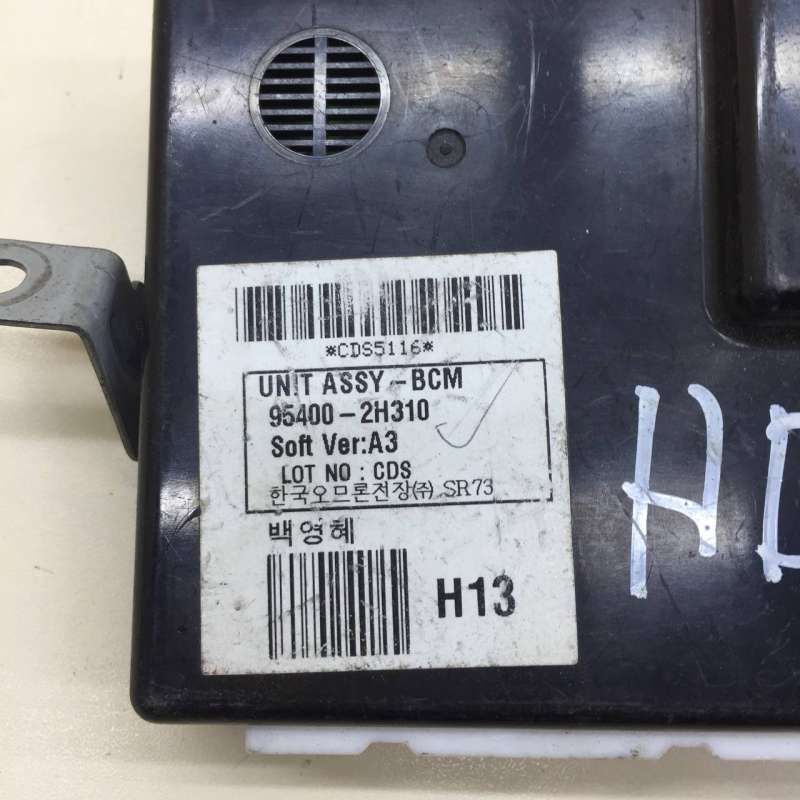 *CDS5116*
UNIT ASSY-BCM
95400-2H310
Soft Ver:A3
LOT NO : CDS
한국오므론전장㈜ SR73
백영혜
H13